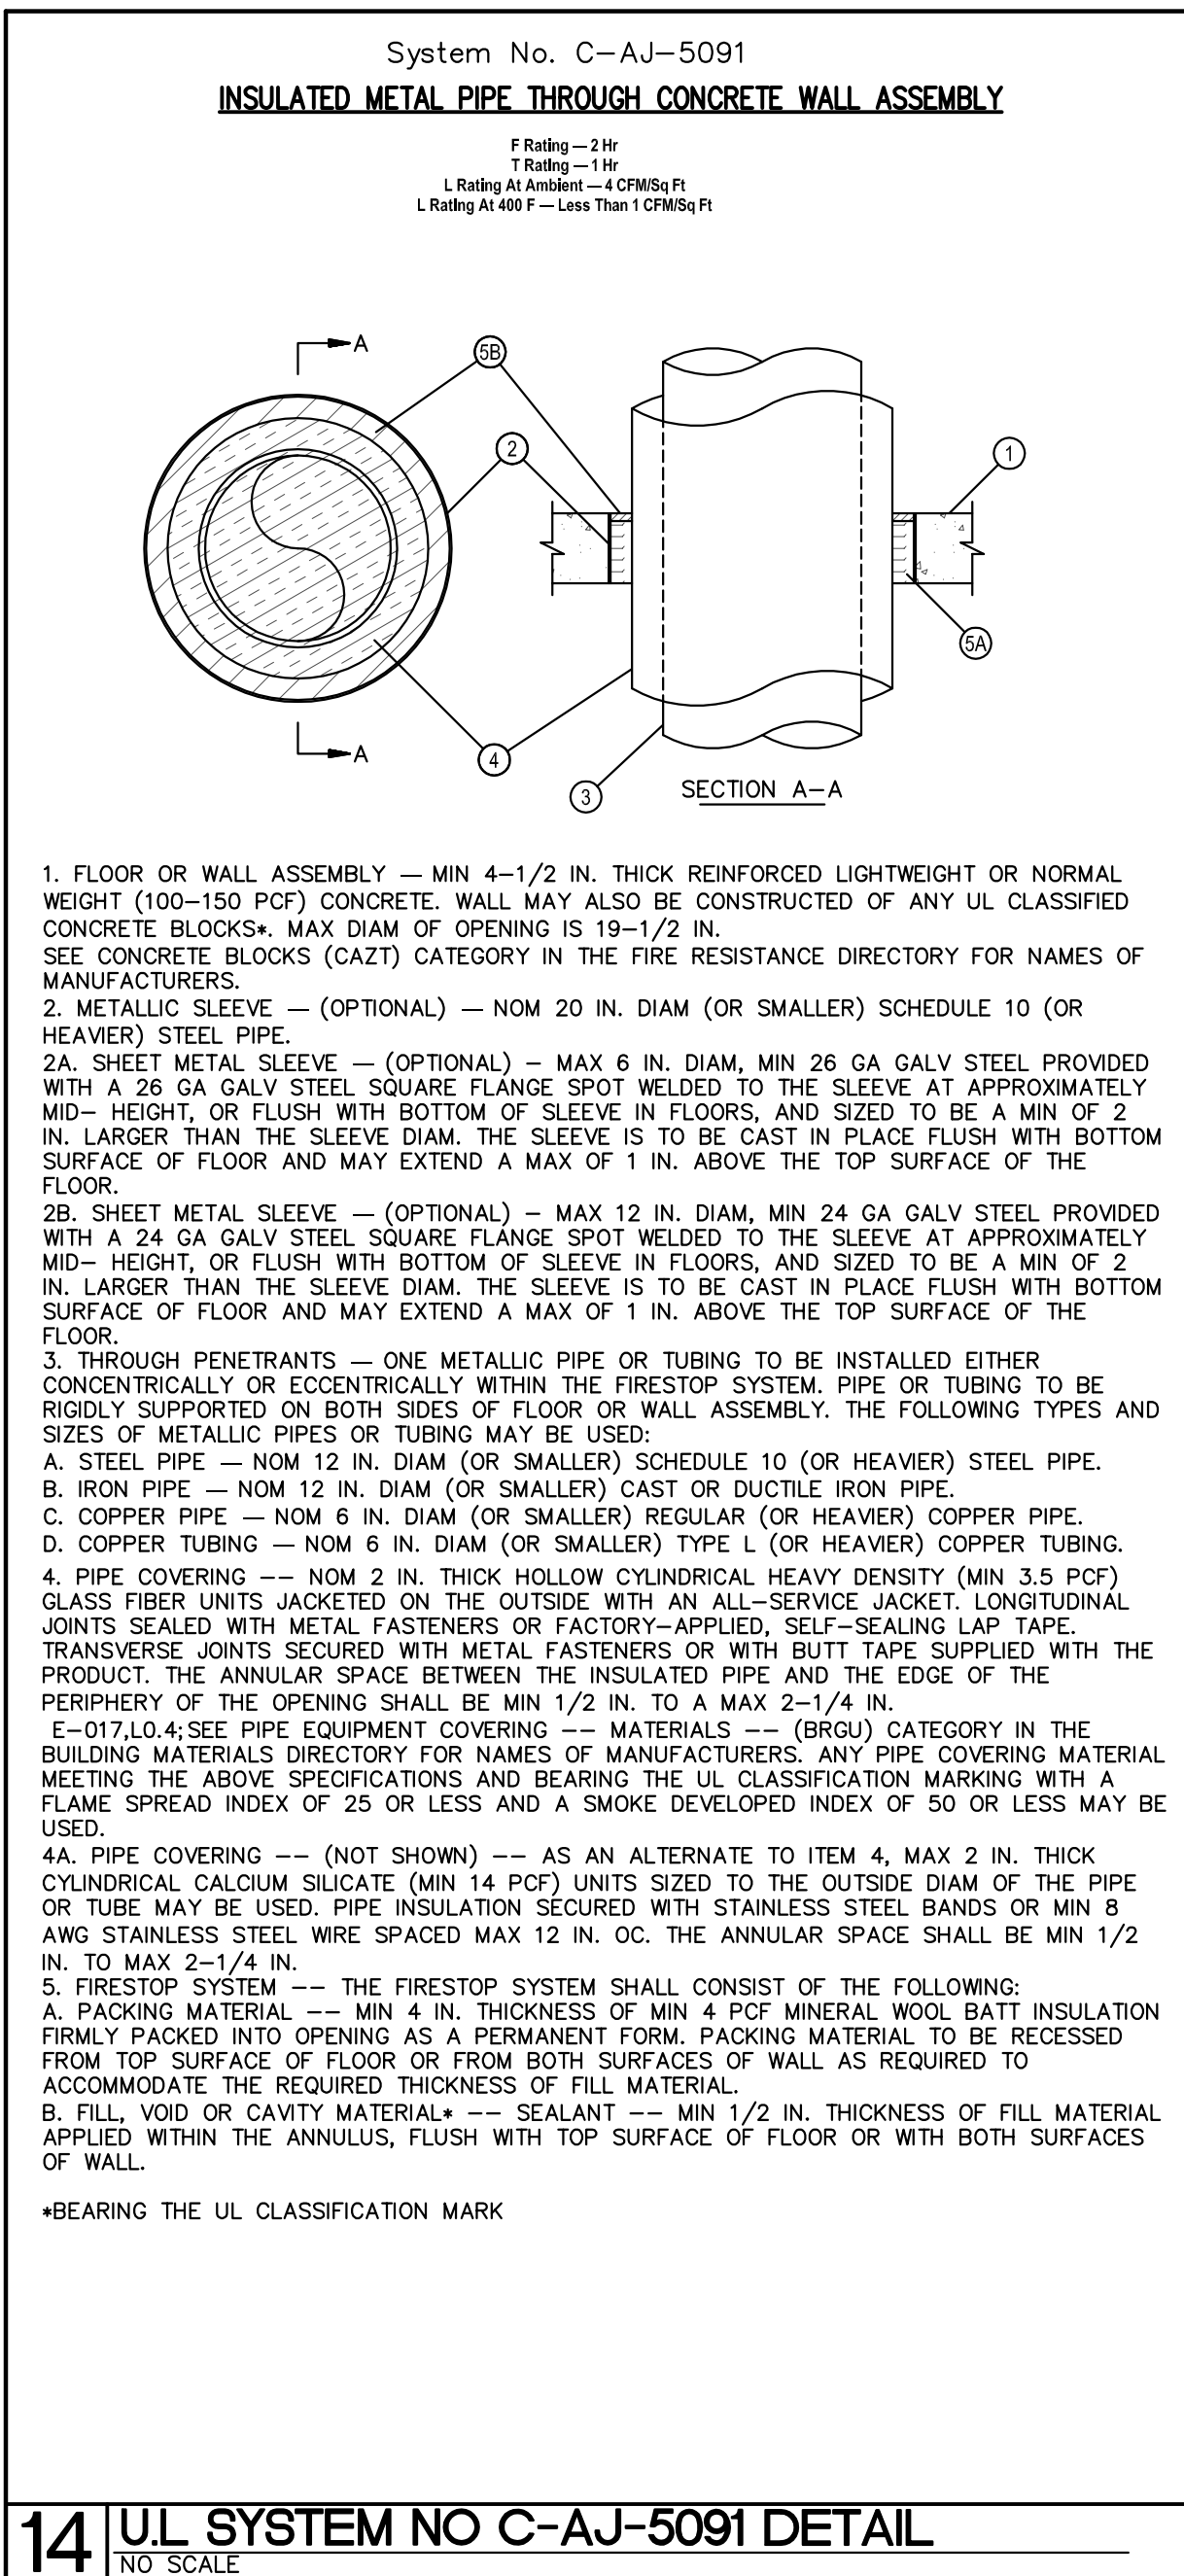 System No. C-AJ-5091
INSULATED METAL PIPE THROUGH CONCRETE WALL ASSEMBLY
F Rating — 2 Hr
T Rating — 1 Hr
L Rating At Ambient — 4 CFM/Sq Ft
L Rating At 400 F — Less Than 1 CFM/Sq Ft
A
5B
2
1
5A
A
4
3
SECTION A-A
1. FLOOR OR WALL ASSEMBLY — MIN 4-1/2 IN. THICK REINFORCED LIGHTWEIGHT OR NORMAL
WEIGHT (100-150 PCF) CONCRETE. WALL MAY ALSO BE CONSTRUCTED OF ANY UL CLASSIFIED
CONCRETE BLOCKS*. MAX DIAM OF OPENING IS 19-1/2 IN.
SEE CONCRETE BLOCKS (CAZT) CATEGORY IN THE FIRE RESISTANCE DIRECTORY FOR NAMES OF
MANUFACTURERS.
2. METALLIC SLEEVE — (OPTIONAL) — NOM 20 IN. DIAM (OR SMALLER) SCHEDULE 10 (OR
HEAVIER) STEEL PIPE.
2A. SHEET METAL SLEEVE — (OPTIONAL) - MAX 6 IN. DIAM, MIN 26 GA GALV STEEL PROVIDED
WITH A 26 GA GALV STEEL SQUARE FLANGE SPOT WELDED TO THE SLEEVE AT APPROXIMATELY
MID- HEIGHT, OR FLUSH WITH BOTTOM OF SLEEVE IN FLOORS, AND SIZED TO BE A MIN OF 2
IN. LARGER THAN THE SLEEVE DIAM. THE SLEEVE IS TO BE CAST IN PLACE FLUSH WITH BOTTOM
SURFACE OF FLOOR AND MAY EXTEND A MAX OF 1 IN. ABOVE THE TOP SURFACE OF THE
FLOOR.
2B. SHEET METAL SLEEVE — (OPTIONAL) - MAX 12 IN. DIAM, MIN 24 GA GALV STEEL PROVIDED
WITH A 24 GA GALV STEEL SQUARE FLANGE SPOT WELDED TO THE SLEEVE AT APPROXIMATELY
MID- HEIGHT, OR FLUSH WITH BOTTOM OF SLEEVE IN FLOORS, AND SIZED TO BE A MIN OF 2
IN. LARGER THAN THE SLEEVE DIAM. THE SLEEVE IS TO BE CAST IN PLACE FLUSH WITH BOTTOM
SURFACE OF FLOOR AND MAY EXTEND A MAX OF 1 IN. ABOVE THE TOP SURFACE OF THE
FLOOR.
3. THROUGH PENETRANTS — ONE METALLIC PIPE OR TUBING TO BE INSTALLED EITHER
CONCENTRICALLY OR ECCENTRICALLY WITHIN THE FIRESTOP SYSTEM. PIPE OR TUBING TO BE
RIGIDLY SUPPORTED ON BOTH SIDES OF FLOOR OR WALL ASSEMBLY. THE FOLLOWING TYPES AND
SIZES OF METALLIC PIPES OR TUBING MAY BE USED:
A. STEEL PIPE — NOM 12 IN. DIAM (OR SMALLER) SCHEDULE 10 (OR HEAVIER) STEEL PIPE.
B. IRON PIPE — NOM 12 IN. DIAM (OR SMALLER) CAST OR DUCTILE IRON PIPE.
C. COPPER PIPE — NOM 6 IN. DIAM (OR SMALLER) REGULAR (OR HEAVIER) COPPER PIPE.
D. COPPER TUBING — NOM 6 IN. DIAM (OR SMALLER) TYPE L (OR HEAVIER) COPPER TUBING.
4. PIPE COVERING -- NOM 2 IN. THICK HOLLOW CYLINDRICAL HEAVY DENSITY (MIN 3.5 PCF)
GLASS FIBER UNITS JACKETED ON THE OUTSIDE WITH AN ALL-SERVICE JACKET. LONGITUDINAL
JOINTS SEALED WITH METAL FASTENERS OR FACTORY-APPLIED, SELF-SEALING LAP TAPE.
TRANSVERSE JOINTS SECURED WITH METAL FASTENERS OR WITH BUTT TAPE SUPPLIED WITH THE
PRODUCT. THE ANNULAR SPACE BETWEEN THE INSULATED PIPE AND THE EDGE OF THE
PERIPHERY OF THE OPENING SHALL BE MIN 1/2 IN. TO A MAX 2-1/4 IN.
E-017,L0.4;SEE PIPE EQUIPMENT COVERING -- MATERIALS -- (BRGU) CATEGORY IN THE
BUILDING MATERIALS DIRECTORY FOR NAMES OF MANUFACTURERS. ANY PIPE COVERING MATERIAL
MEETING THE ABOVE SPECIFICATIONS AND BEARING THE UL CLASSIFICATION MARKING WITH A
FLAME SPREAD INDEX OF 25 OR LESS AND A SMOKE DEVELOPED INDEX OF 50 OR LESS MAY BE
USED.
4A. PIPE COVERING -- (NOT SHOWN) -- AS AN ALTERNATE TO ITEM 4, MAX 2 IN. THICK
CYLINDRICAL CALCIUM SILICATE (MIN 14 PCF) UNITS SIZED TO THE OUTSIDE DIAM OF THE PIPE
OR TUBE MAY BE USED. PIPE INSULATION SECURED WITH STAINLESS STEEL BANDS OR MIN 8
AWG STAINLESS STEEL WIRE SPACED MAX 12 IN. OC. THE ANNULAR SPACE SHALL BE MIN 1/2
IN. TO MAX 2-1/4 IN.
5. FIRESTOP SYSTEM -- THE FIRESTOP SYSTEM SHALL CONSIST OF THE FOLLOWING:
A. PACKING MATERIAL -- MIN 4 IN. THICKNESS OF MIN 4 PCF MINERAL WOOL BATT INSULATION
FIRMLY PACKED INTO OPENING AS A PERMANENT FORM. PACKING MATERIAL TO BE RECESSED
FROM TOP SURFACE OF FLOOR OR FROM BOTH SURFACES OF WALL AS REQUIRED TO
ACCOMMODATE THE REQUIRED THICKNESS OF FILL MATERIAL.
B. FILL, VOID OR CAVITY MATERIAL* -- SEALANT -- MIN 1/2 IN. THICKNESS OF FILL MATERIAL
APPLIED WITHIN THE ANNULUS, FLUSH WITH TOP SURFACE OF FLOOR OR WITH BOTH SURFACES
OF WALL.
*BEARING THE UL CLASSIFICATION MARK
14
U.L SYSTEM NO C-AJ-5091 DETAIL
NO SCALE